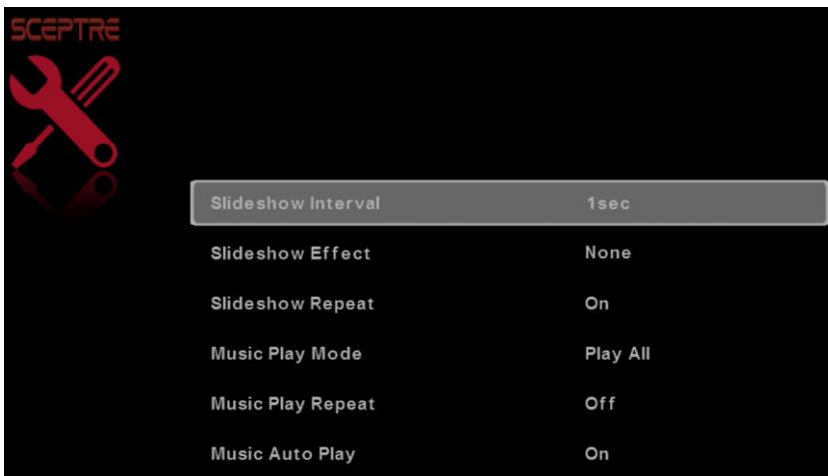 SCEPTRE
Slideshow Interval 1sec
Slideshow Effect None
Slideshow Repeat On
Music Play Mode Play All
Music Play Repeat Off
Music Auto Play On